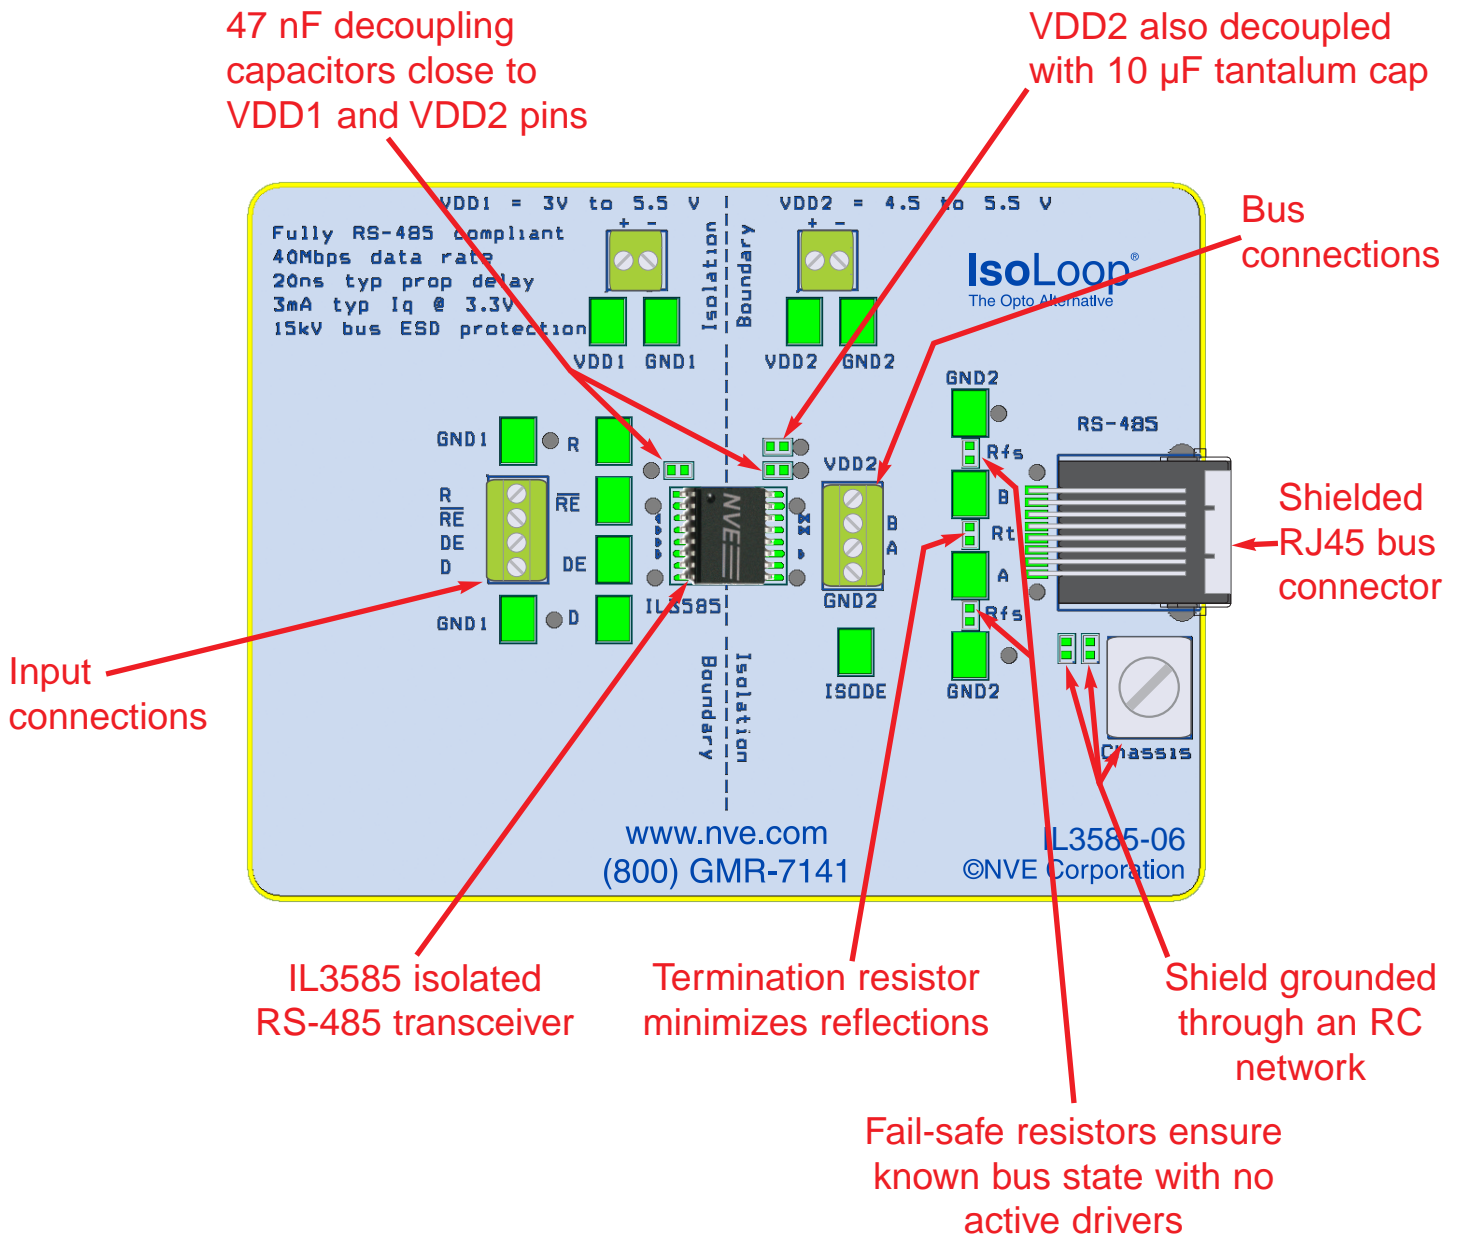 47 nF decoupling
capacitors close to
VDD1 and VDD2 pins
VDD2 also decoupled
with 10 µF tantalum cap
VDD1 = 3V to 5.5 V
VDD2 = 4.5 to 5.5 V
Fully RS-485 compliant
40Mbps data rate
20ns typ prop delay
3mA typ Iq @ 3.3V
15kV bus ESD protection
+ -
+ -
Isolation
Boundary
IsoLoop®
The Opto Alternative
Bus
connections
VDD1 GND1
VDD2 GND2
GND2
RS-485
GND1
R
VDD2
Rfs
R
RE
DE
D
RE
DE
NVE
B
A
B
Rt
A
Shielded
RJ45 bus
connector
GND1
D
IL3585
GND2
Rfs
Input
connections
Isolation
Boundary
ISODE
GND2
Chassis
www.nve.com
(800) GMR-7141
IL3585-06
©NVE Corporation
IL3585 isolated
RS-485 transceiver
Termination resistor
minimizes reflections
Shield grounded
through an RC
network
Fail-safe resistors ensure
known bus state with no
active drivers